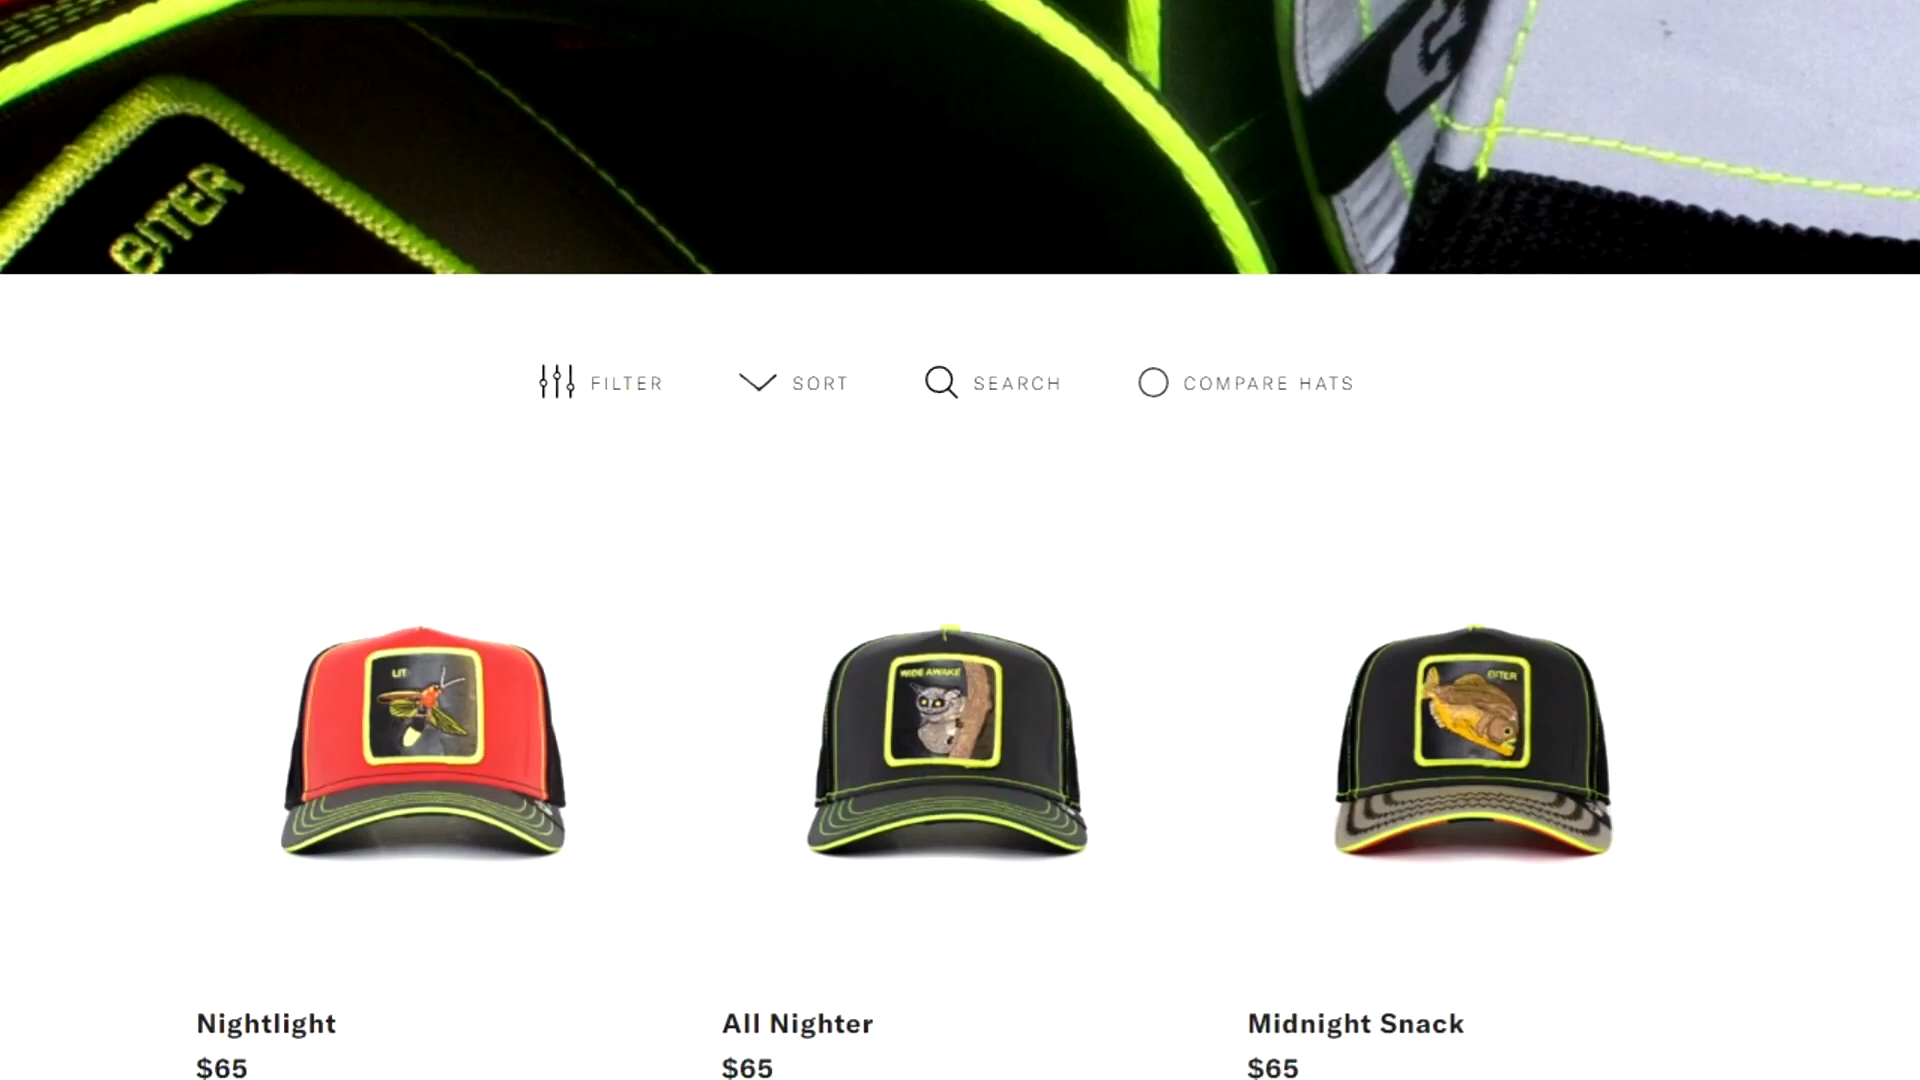 BITER
FILTER
SORT
SEARCH
COMPARE HATS
LIT
WIDE AWAKE
BITER
Nightlight
All Nighter
Midnight Snack
$65
$65
$65